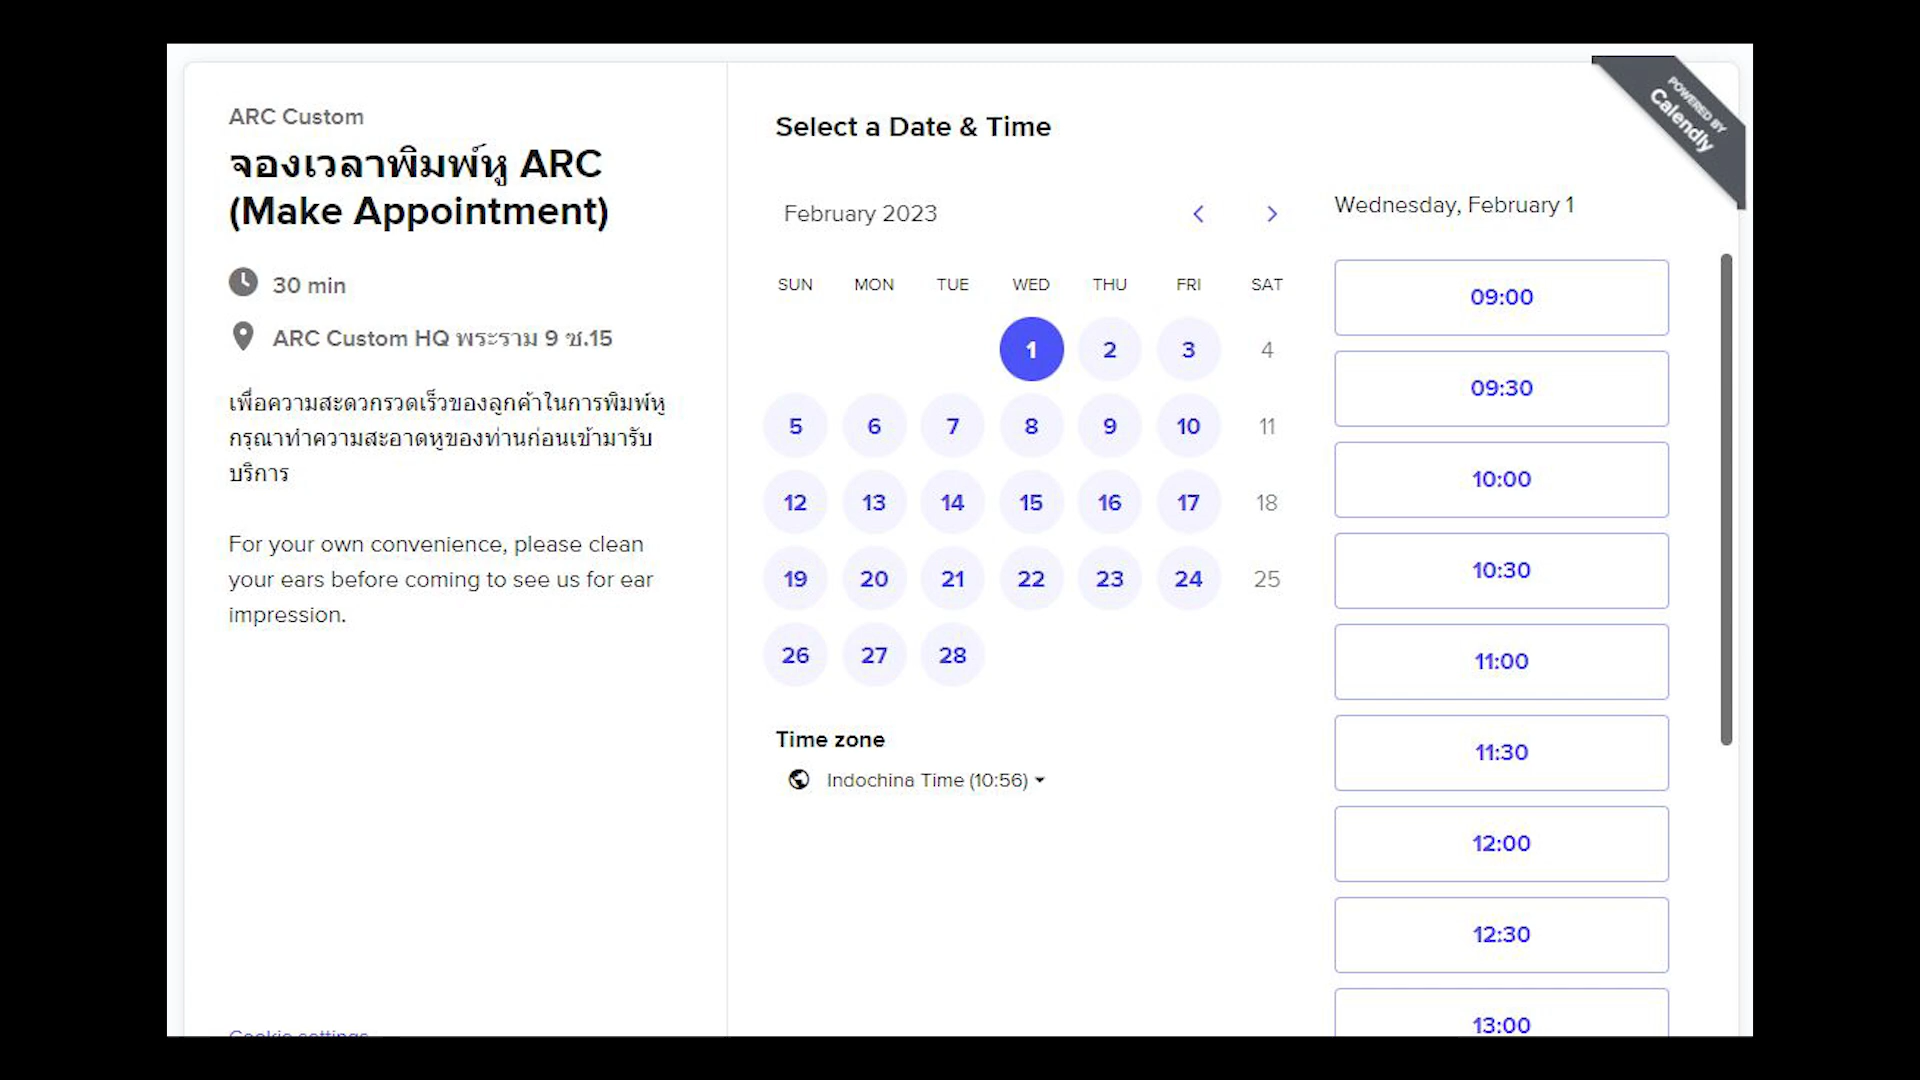 ARC Custom
จองเวลาพิมพ์หู ARC
(Make Appointment)
30 min
ARC Custom HQ พระราม 9 ซ.15
เพื่อความสะดวกรวดเร็วของลูกค้าในการพิมพ์หู
กรุณาทำความสะอาดหูของท่านก่อนเข้ามารับ
บริการ
For your own convenience, please clean
your ears before coming to see us for ear
impression.
Cookie settings
Select a Date & Time
February 2023
SUN MON TUE WED THU FRI SAT
1 2 3 4
5 6 7 8 9 10 11
12 13 14 15 16 17 18
19 20 21 22 23 24 25
26 27 28
Time zone
Indochina Time (10:56)
POWERED BY
Calendly
Wednesday, February 1
09:00
09:30
10:00
10:30
11:00
11:30
12:00
12:30
13:00